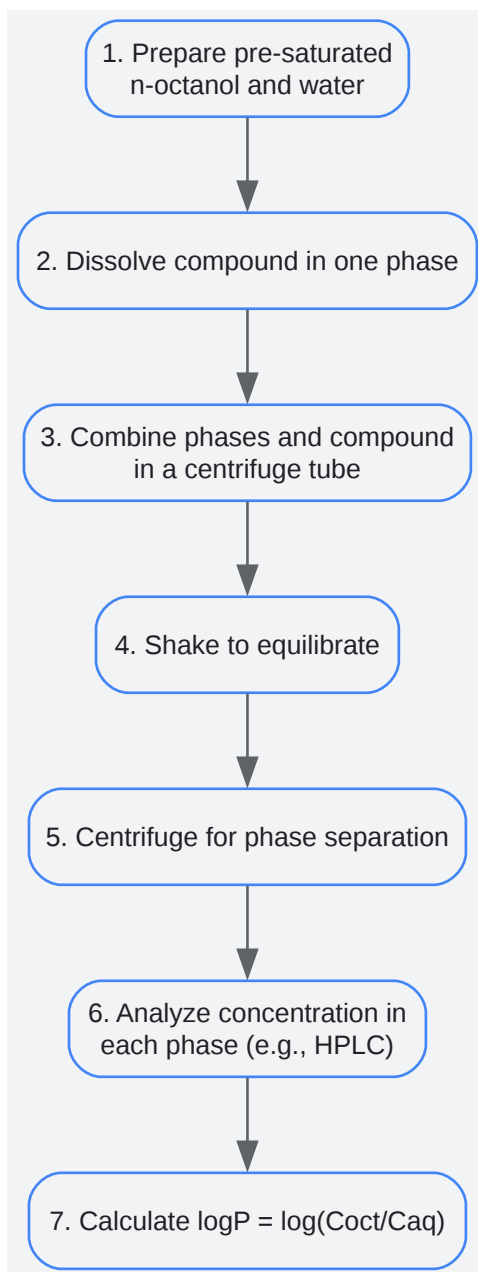 1. Prepare pre-saturated
n-octanol and water
2. Dissolve compound in one phase
3. Combine phases and compound
in a centrifuge tube
4. Shake to equilibrate
5. Centrifuge for phase separation
6. Analyze concentration in
each phase (e.g., HPLC)
7. Calculate logP = log(Coct/Caq)